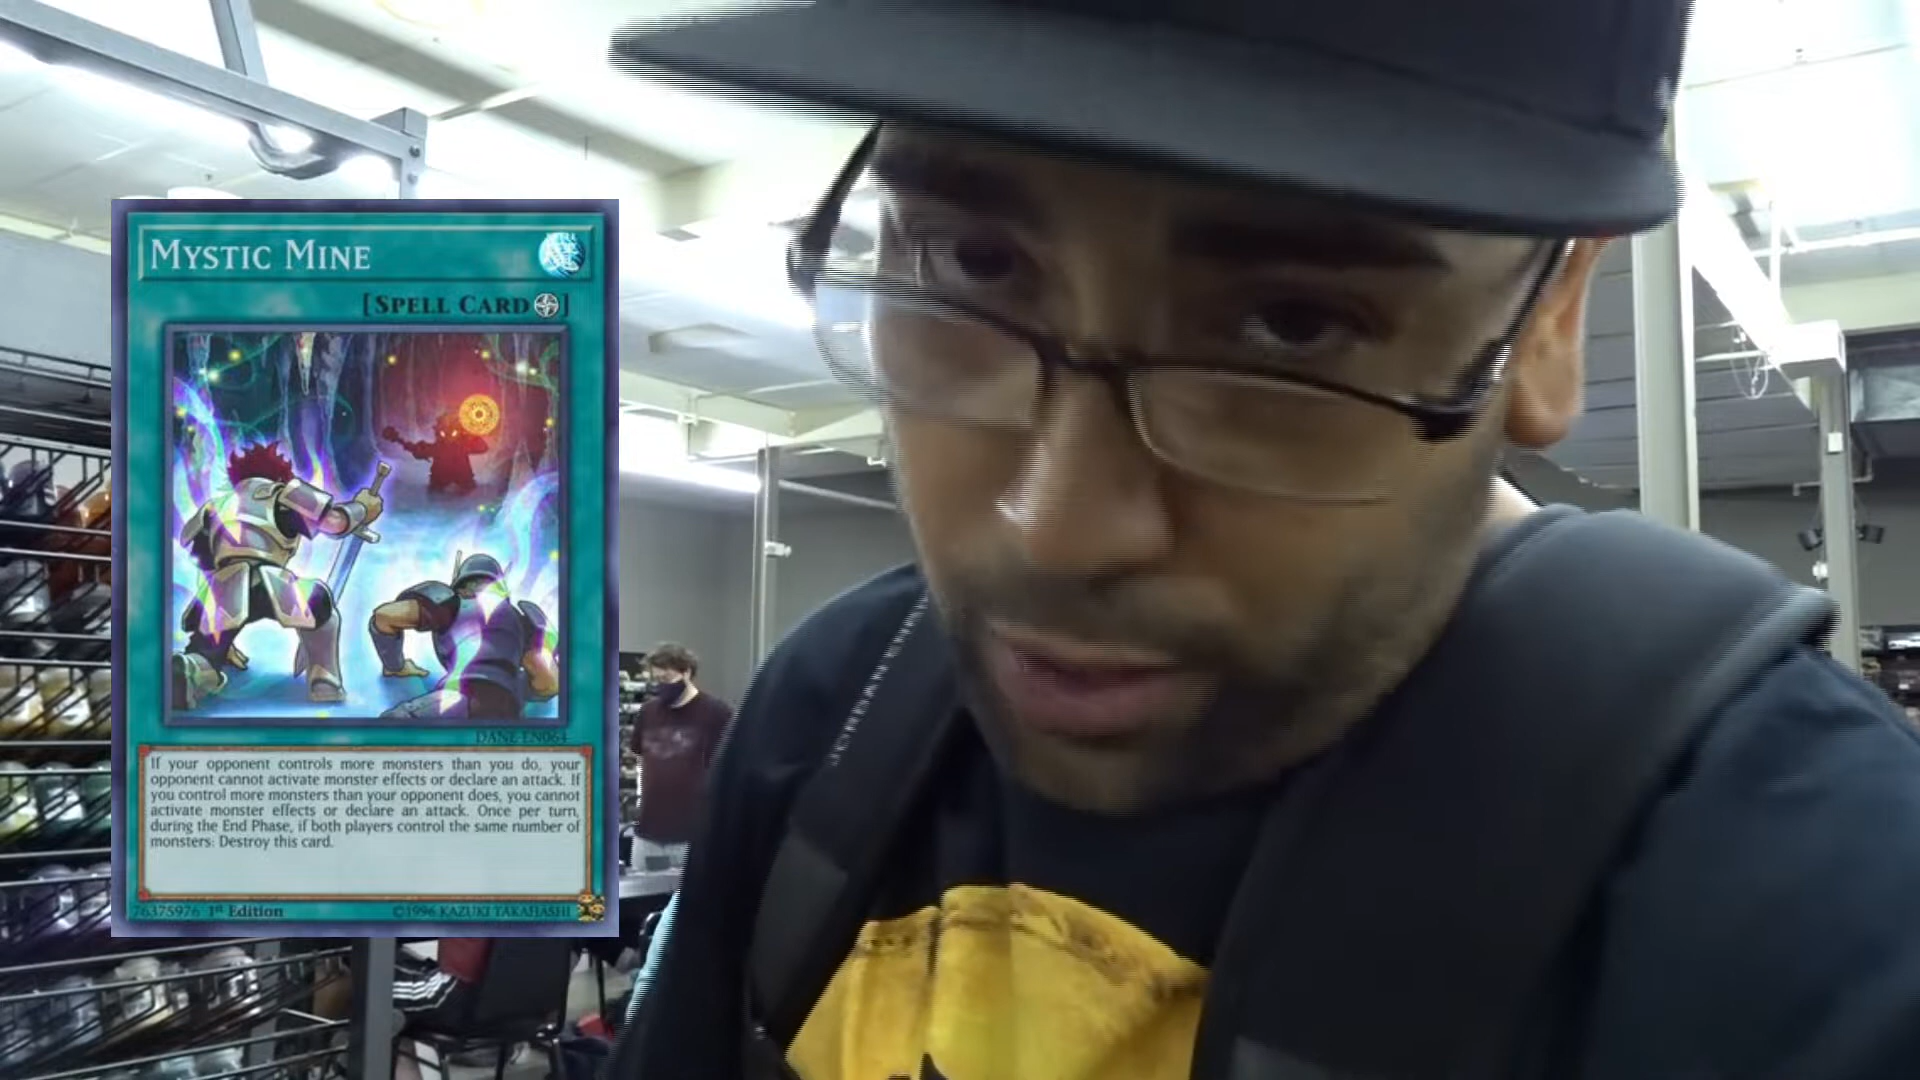 MYSTIC MINE
[SPELL CARD]
DANE-EN064
If your opponent controls more monsters than you do, your
opponent cannot activate monster effects or declare an attack. If
you control more monsters than your opponent does, you cannot
activate monster effects or declare an attack. Once per turn,
during the End Phase, if both players control the same number of
monsters: Destroy this card.
76375976 1st Edition
©1996 KAZUKI TAKAHASHI